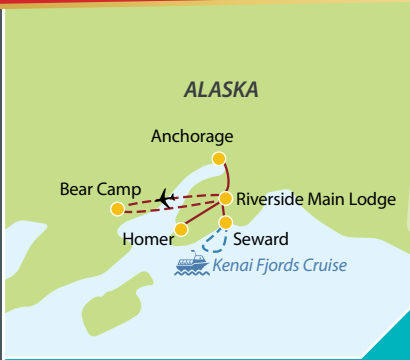 ALASKA
Anchorage
Bear Camp
Riverside Main Lodge
Homer
Seward
Kenai Fjords Cruise